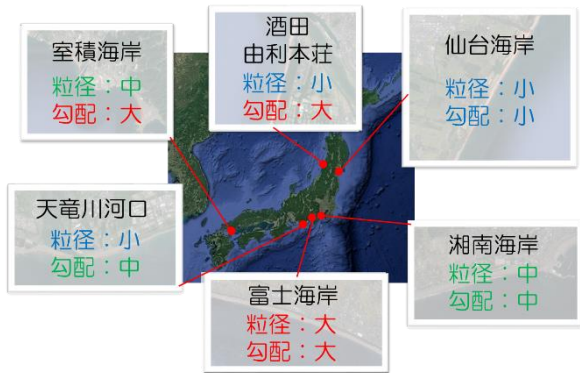 室積海岸
粒径：中
勾配：大
酒田
由利本荘
粒径：小
勾配：大
仙台海岸
粒径：小
勾配：小
天竜川河口
粒径：小
勾配：中
富士海岸
粒径：大
勾配：大
湘南海岸
粒径：中
勾配：中